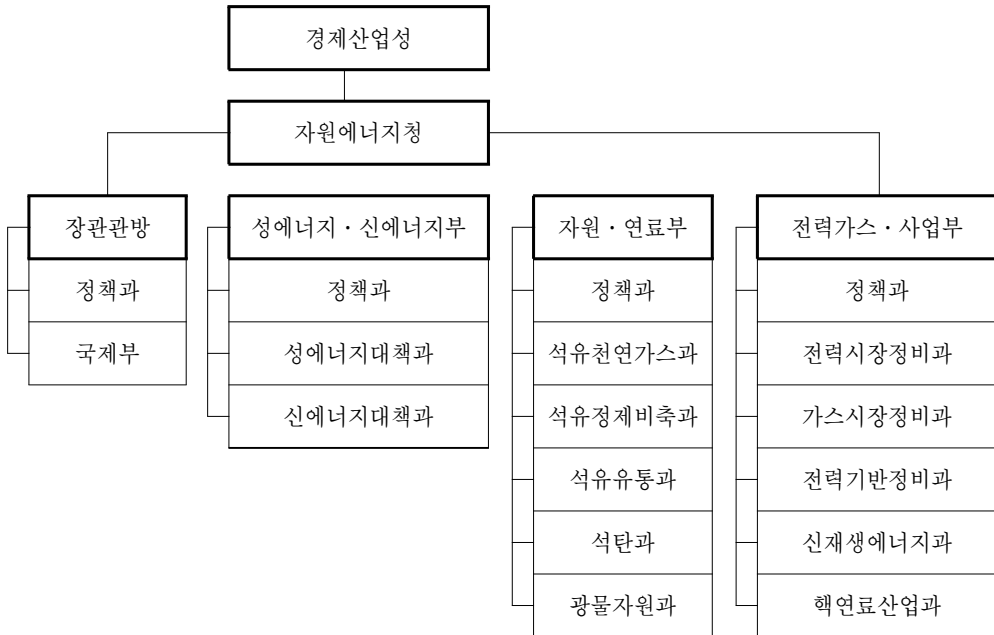 경제산업성
자원에너지청
장관관방
정책과
국제부
성에너지 · 신에너지부
정책과
성에너지대책과
신에너지대책과
자원 · 연료부
정책과
석유천연가스과
석유정제비축과
석유유통과
석탄과
광물자원과
전력가스 · 사업부
정책과
전력시장정비과
가스시장정비과
전력기반정비과
신재생에너지과
핵연료산업과